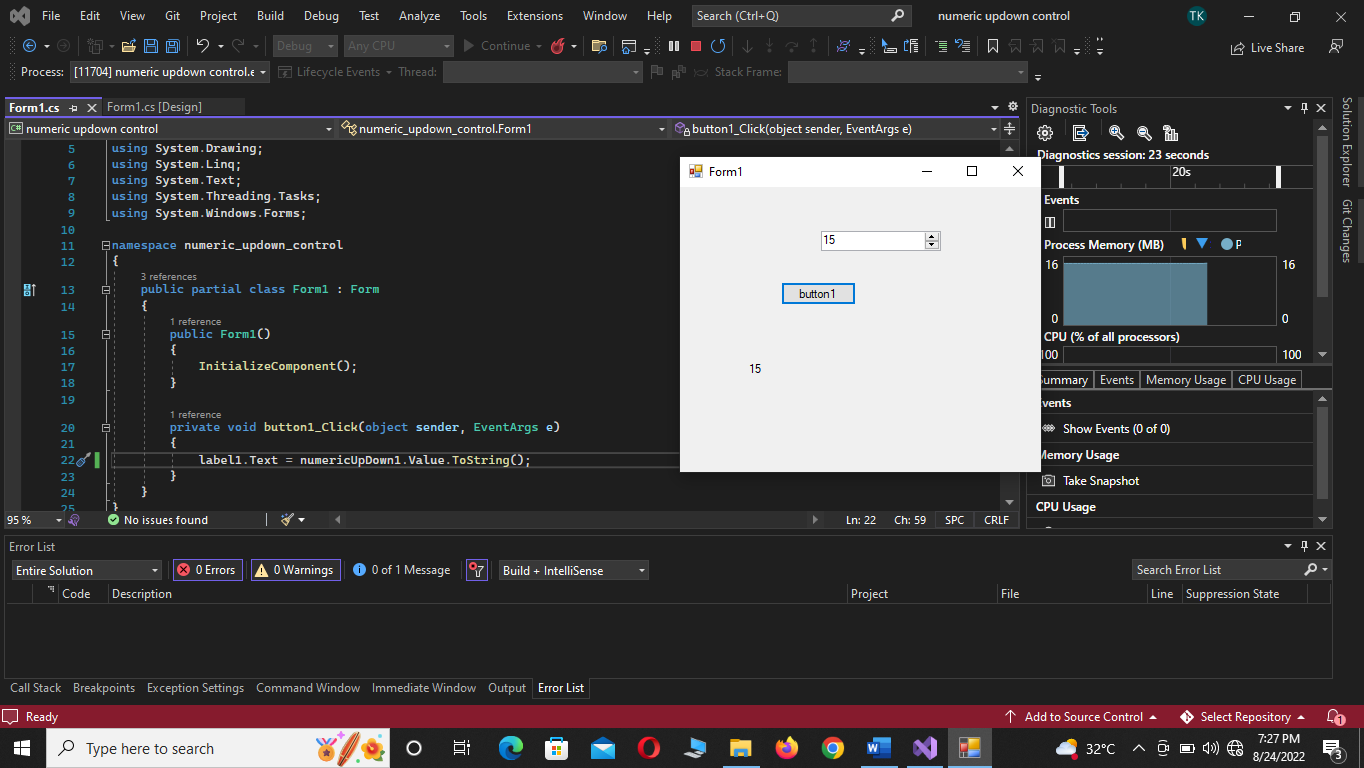 File Edit View Git Project Build Debug Test Analyze Tools Extensions Window Help Search (Ctrl+Q) numeric updown control TK
Debug Any CPU Continue Live Share
Process: [11704] numeric updown control.e Lifecycle Events Thread: Stack Frame:
Form1.cs Form1.cs [Design]
numeric updown control numeric_updown_control.Form1 button1_Click(object sender, EventArgs e)
5 using System.Drawing;
6 using System.Linq;
7 using System.Text;
8 using System.Threading.Tasks;
9 using System.Windows.Forms;
10
11 namespace numeric_updown_control
12 {
3 references
13 public partial class Form1 : Form
14 {
1 reference
15 public Form1()
16 {
17 InitializeComponent();
18 }
19
1 reference
20 private void button1_Click(object sender, EventArgs e)
21 {
22 label1.Text = numericUpDown1.Value.ToString();
23 }
24 }
25 }
95 % No issues found Ln: 22 Ch: 59 SPC CRLF
Form1
15
button1
15
Diagnostic Tools
Diagnostics session: 23 seconds
20s
Events
Process Memory (MB) P
16 16
0 0
CPU (% of all processors)
100 100
ummary Events Memory Usage CPU Usage
vents
Show Events (0 of 0)
Memory Usage
Take Snapshot
CPU Usage
Solution Explorer
Git Changes
Error List
Entire Solution 0 Errors 0 Warnings 0 of 1 Message Build + IntelliSense Search Error List
Code Description Project File Line Suppression State
Call Stack Breakpoints Exception Settings Command Window Immediate Window Output Error List
Ready Add to Source Control Select Repository 1
Type here to search 32°C 7:27 PM
8/24/2022 3